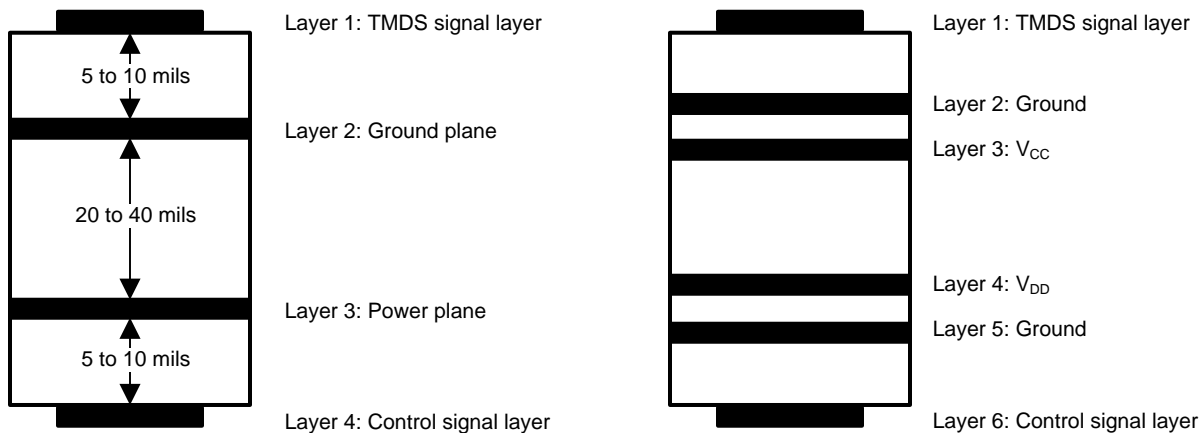 Layer 1: TMDS signal layer
5 to 10 mils
Layer 2: Ground plane
20 to 40 mils
Layer 3: Power plane
5 to 10 mils
Layer 4: Control signal layer
Layer 1: TMDS signal layer
Layer 2: Ground
Layer 3: VCC
Layer 4: VDD
Layer 5: Ground
Layer 6: Control signal layer